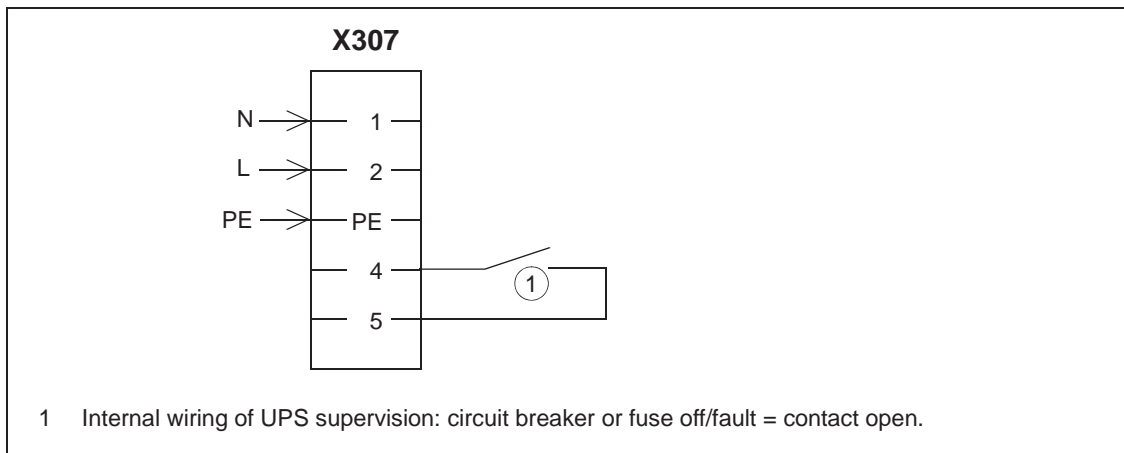 X307
N 1
L 2
PE PE
4
1
5
1 Internal wiring of UPS supervision: circuit breaker or fuse off/fault = contact open.